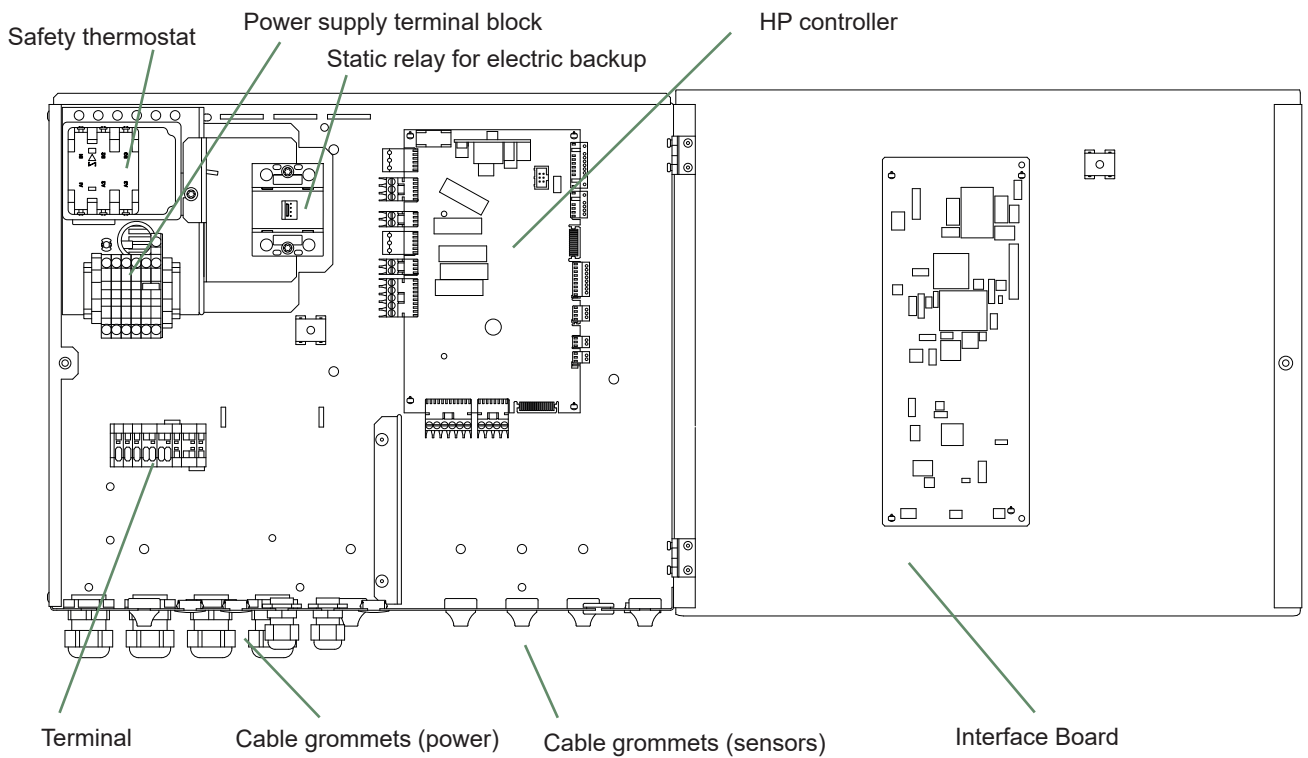 Safety thermostat
Power supply terminal block
Static relay for electric backup
HP controller
Terminal
Cable grommets (power)
Cable grommets (sensors)
Interface Board